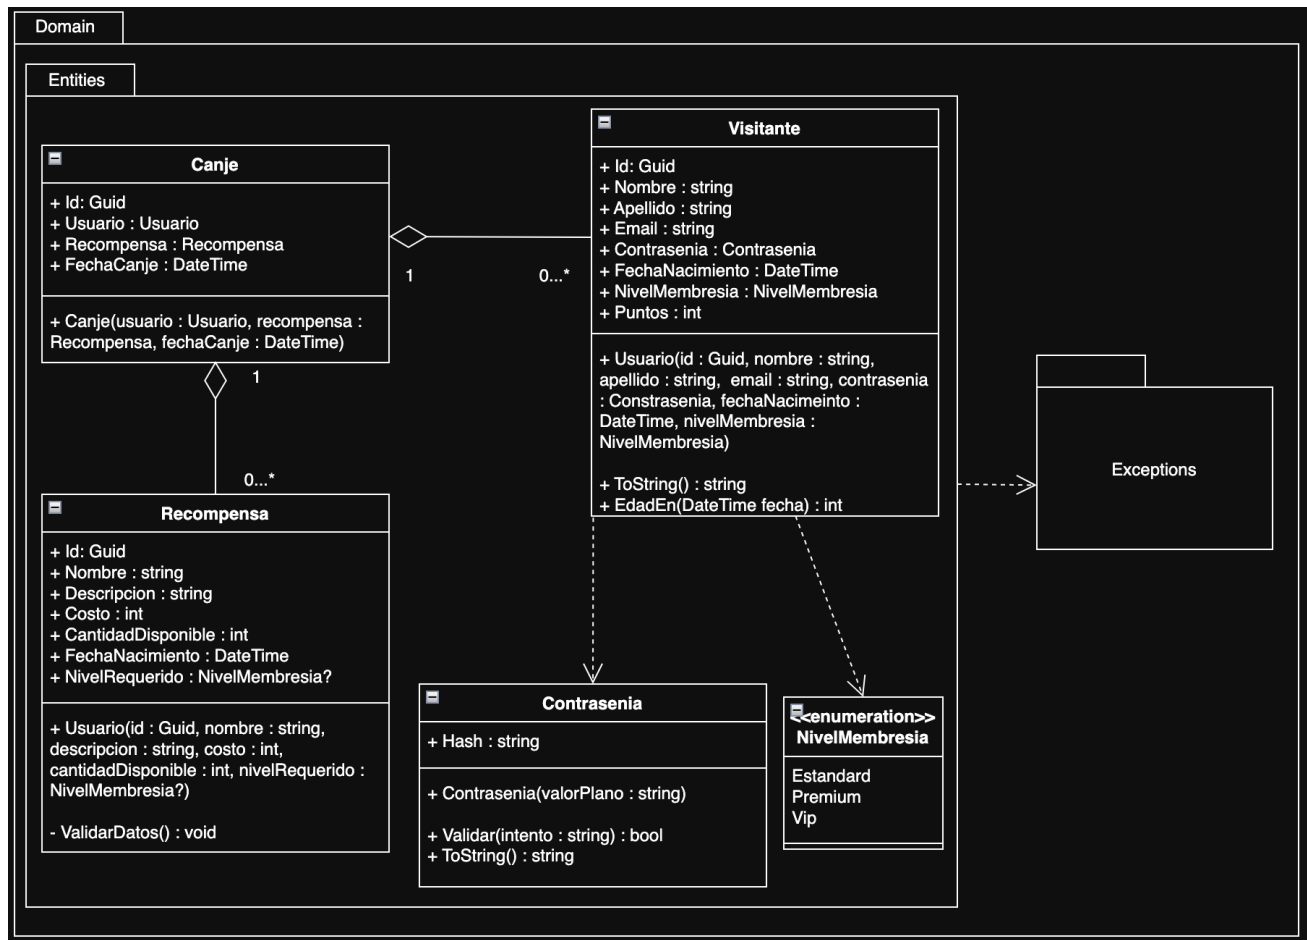 Domain
Entities
Canje
+ Id: Guid
+ Usuario : Usuario
+ Recompensa : Recompensa
+ FechaCanje : DateTime
+ Canje(usuario : Usuario, recompensa :
Recompensa, fechaCanje : DateTime)
1
0...*
1
0...*
Visitante
+ Id: Guid
+ Nombre : string
+ Apellido : string
+ Email : string
+ Contrasenia : Contrasenia
+ FechaNacimiento : DateTime
+ NivelMembresia : NivelMembresia
+ Puntos : int
+ Usuario(id : Guid, nombre : string,
apellido : string,  email : string, contrasenia
: Constrasenia, fechaNacimeinto :
DateTime, nivelMembresia :
NivelMembresia)
+ ToString() : string
+ EdadEn(DateTime fecha) : int
Exceptions
Recompensa
+ Id: Guid
+ Nombre : string
+ Descripcion : string
+ Costo : int
+ CantidadDisponible : int
+ FechaNacimiento : DateTime
+ NivelRequerido : NivelMembresia?
+ Usuario(id : Guid, nombre : string,
descripcion : string, costo : int,
cantidadDisponible : int, nivelRequerido :
NivelMembresia?)
- ValidarDatos() : void
Contrasenia
+ Hash : string
+ Contrasenia(valorPlano : string)
+ Validar(intento : string) : bool
+ ToString() : string
<<enumeration>>
NivelMembresia
Estandard
Premium
Vip